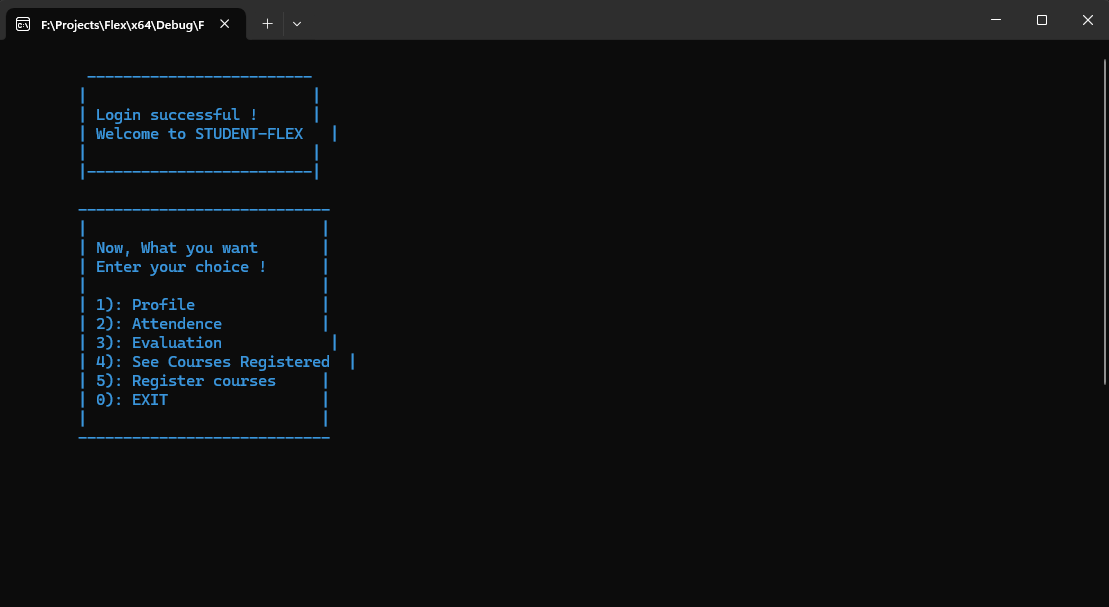 F:\Projects\Flex\x64\Debug\F
Login successful !
Welcome to STUDENT-FLEX
Now, What you want
Enter your choice !
1): Profile
2): Attendence
3): Evaluation
4): See Courses Registered
5): Register courses
0): EXIT